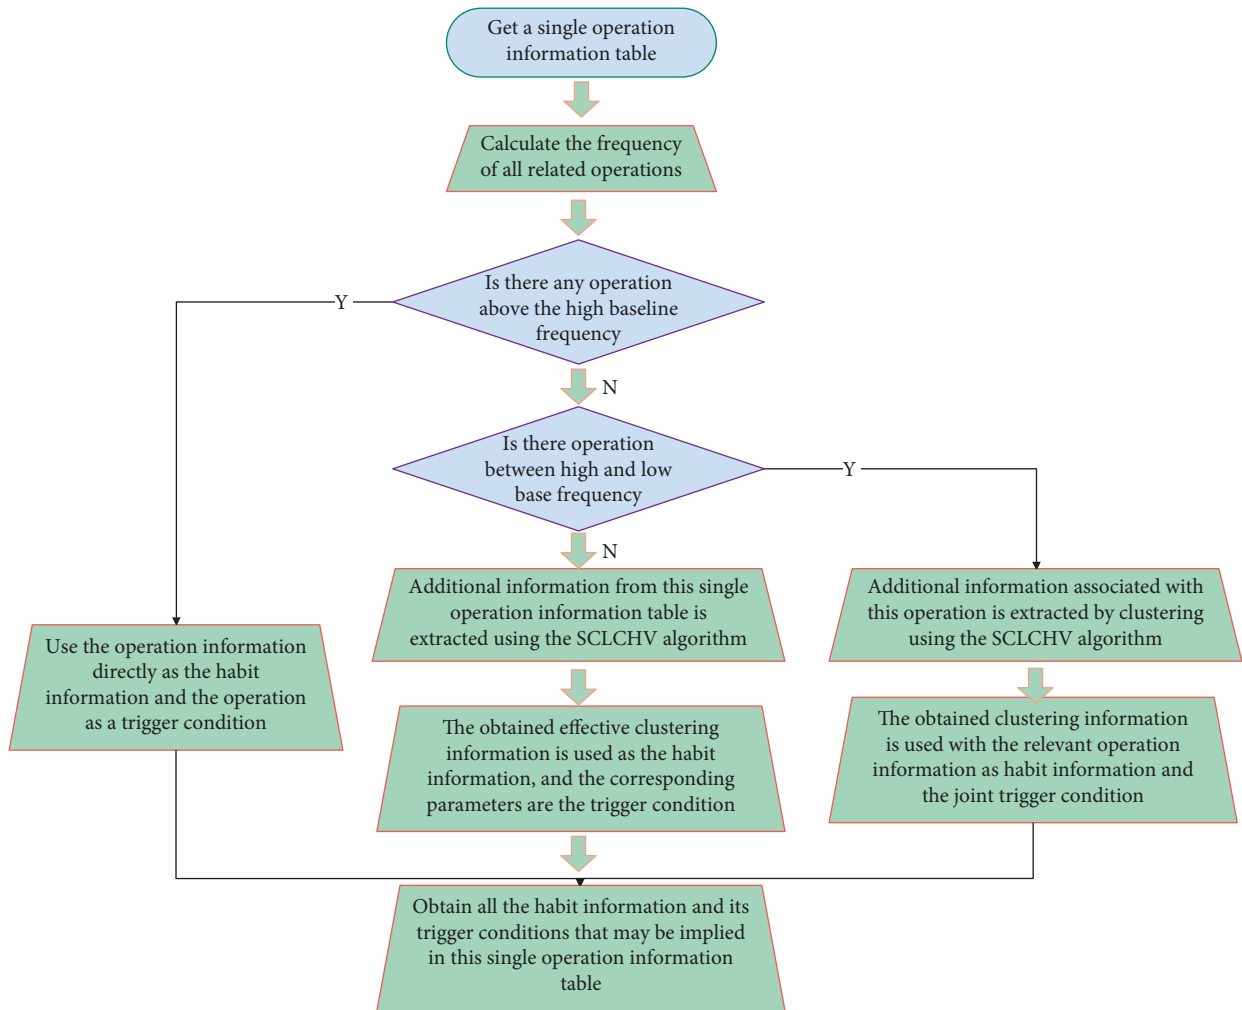 Get a single operation
information table
Calculate the frequency
of all related operations
Is there any operation
above the high baseline
frequency
Y
N
Is there operation
between high and low
base frequency
Y
N
Additional information from this single
operation information table is
extracted using the SCLCHV algorithm
Additional information associated with
this operation is extracted by clustering
using the SCLCHV algorithm
Use the operation information
directly as the habit
information and the operation
as a trigger condition
The obtained effective clustering
information is used as the habit
information, and the corresponding
parameters are the trigger condition
The obtained clustering information
is used with the relevant operation
information as habit information and
the joint trigger condition
Obtain all the habit information and its
trigger conditions that may be implied
in this single operation information
table